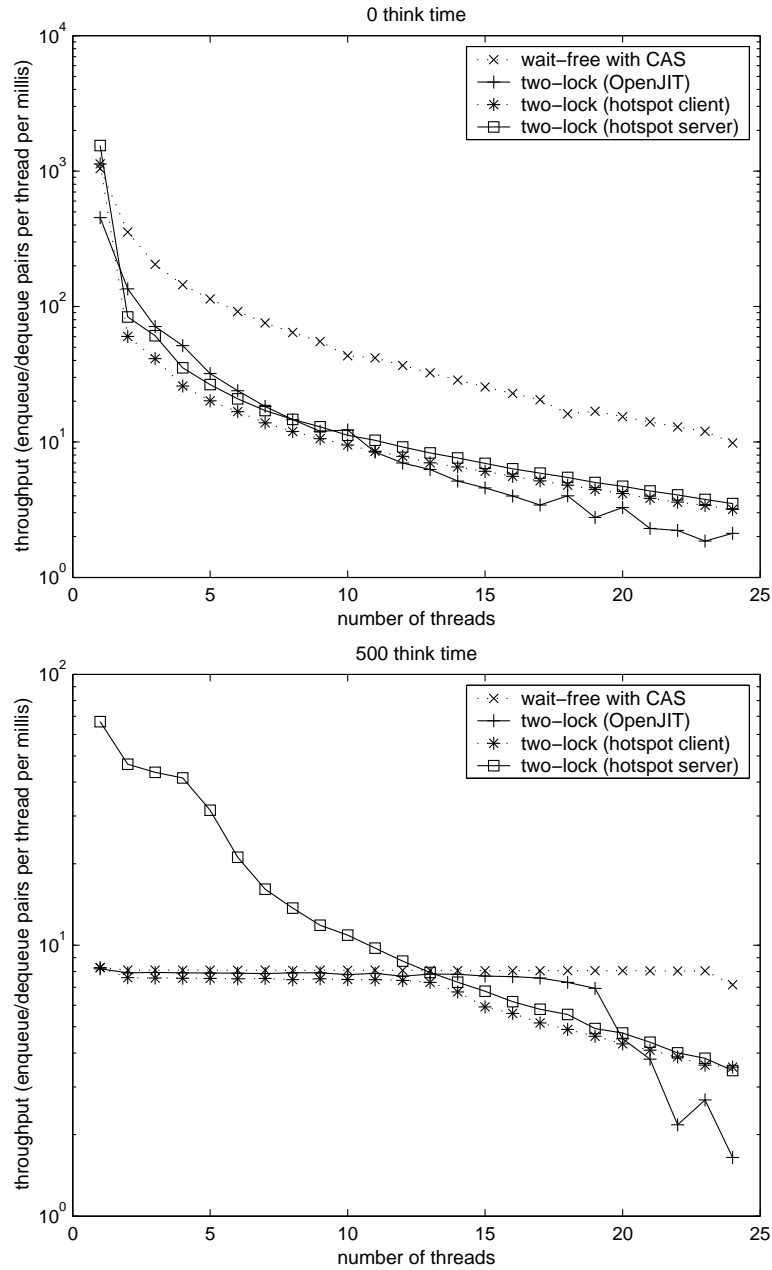 0 think time
throughput (enqueue/dequeue pairs per thread per millis)
10^4
10^3
10^2
10^1
10^0
wait−free with CAS
two−lock (OpenJIT)
two−lock (hotspot client)
two−lock (hotspot server)
0 5 10 15 20 25
number of threads
500 think time
throughput (enqueue/dequeue pairs per thread per millis)
10^2
10^1
10^0
wait−free with CAS
two−lock (OpenJIT)
two−lock (hotspot client)
two−lock (hotspot server)
0 5 10 15 20 25
number of threads